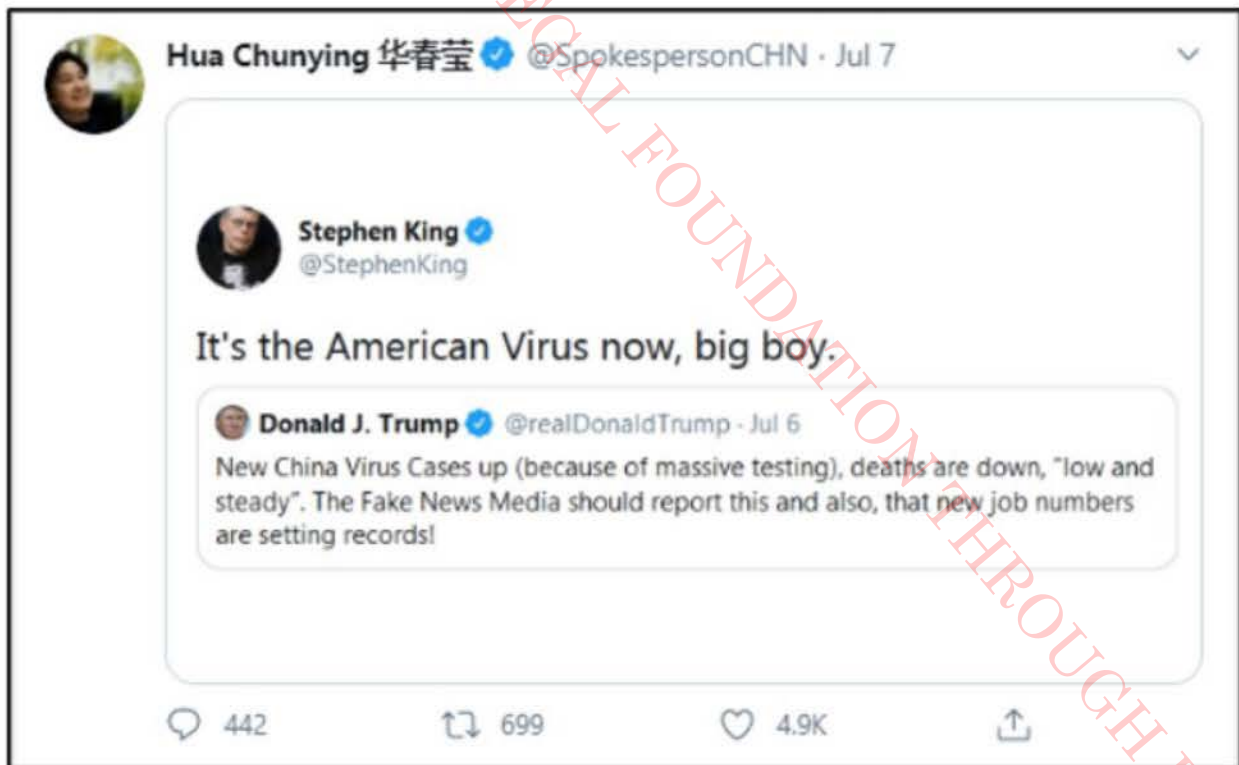 Hua Chunying 华春莹 @SpokespersonCHN · Jul 7
Stephen King
@StephenKing
It's the American Virus now, big boy.
Donald J. Trump @realDonaldTrump · Jul 6
New China Virus Cases up (because of massive testing), deaths are down, "low and
steady". The Fake News Media should report this and also, that new job numbers
are setting records!
442 699 4.9K
LEGAL FOUNDATION THROUGH